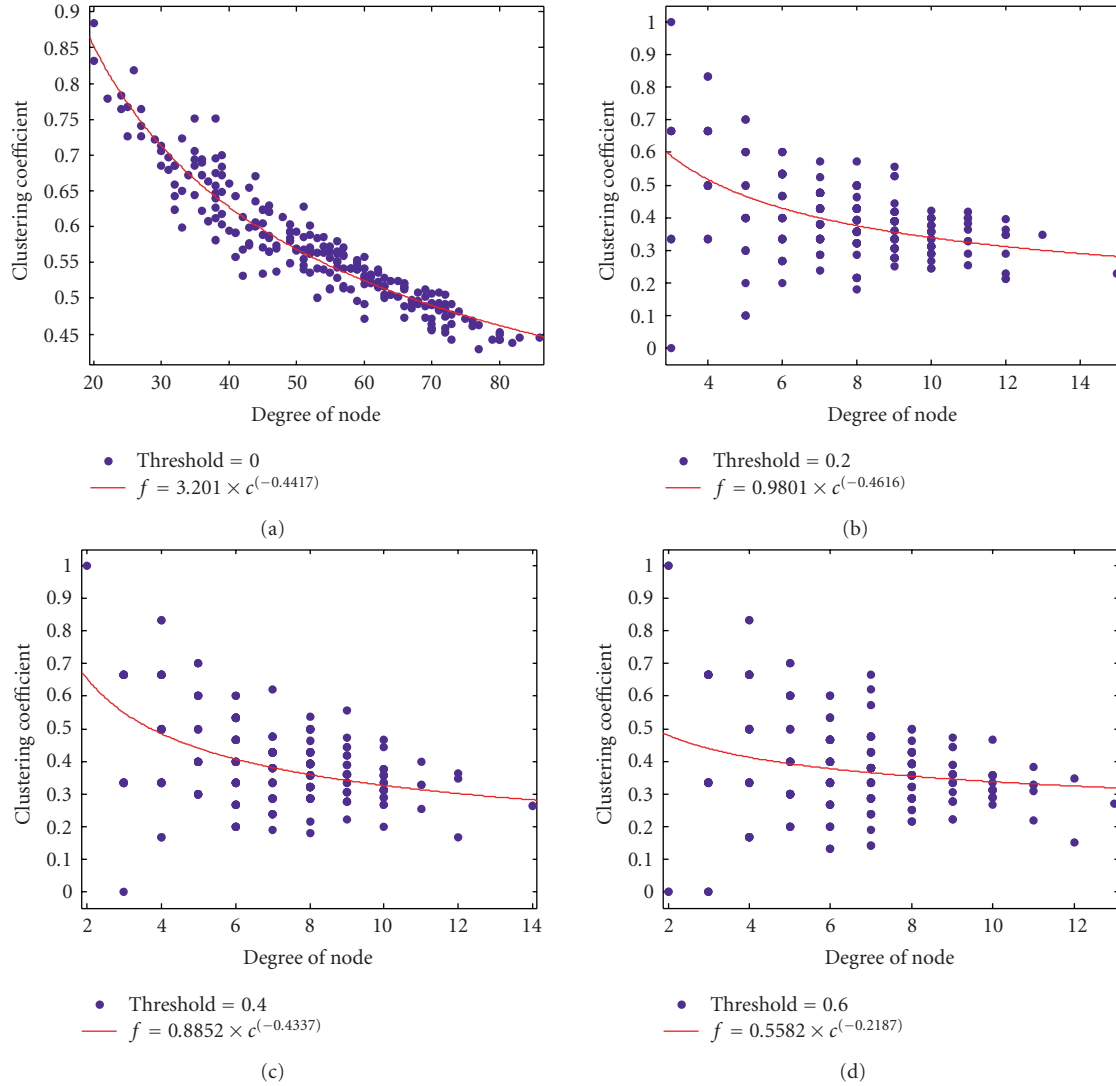 0.9
0.85
0.8
0.75
0.7
0.65
0.6
0.55
0.5
0.45
Clustering coefficient
20 30 40 50 60 70 80
Degree of node
Threshold = 0
f = 3.201 × c^(−0.4417)
(a)
1
0.9
0.8
0.7
0.6
0.5
0.4
0.3
0.2
0.1
0
Clustering coefficient
4 6 8 10 12 14
Degree of node
Threshold = 0.2
f = 0.9801 × c^(−0.4616)
(b)
1
0.9
0.8
0.7
0.6
0.5
0.4
0.3
0.2
0.1
0
Clustering coefficient
2 4 6 8 10 12 14
Degree of node
Threshold = 0.4
f = 0.8852 × c^(−0.4337)
(c)
1
0.9
0.8
0.7
0.6
0.5
0.4
0.3
0.2
0.1
0
Clustering coefficient
2 4 6 8 10 12
Degree of node
Threshold = 0.6
f = 0.5582 × c^(−0.2187)
(d)